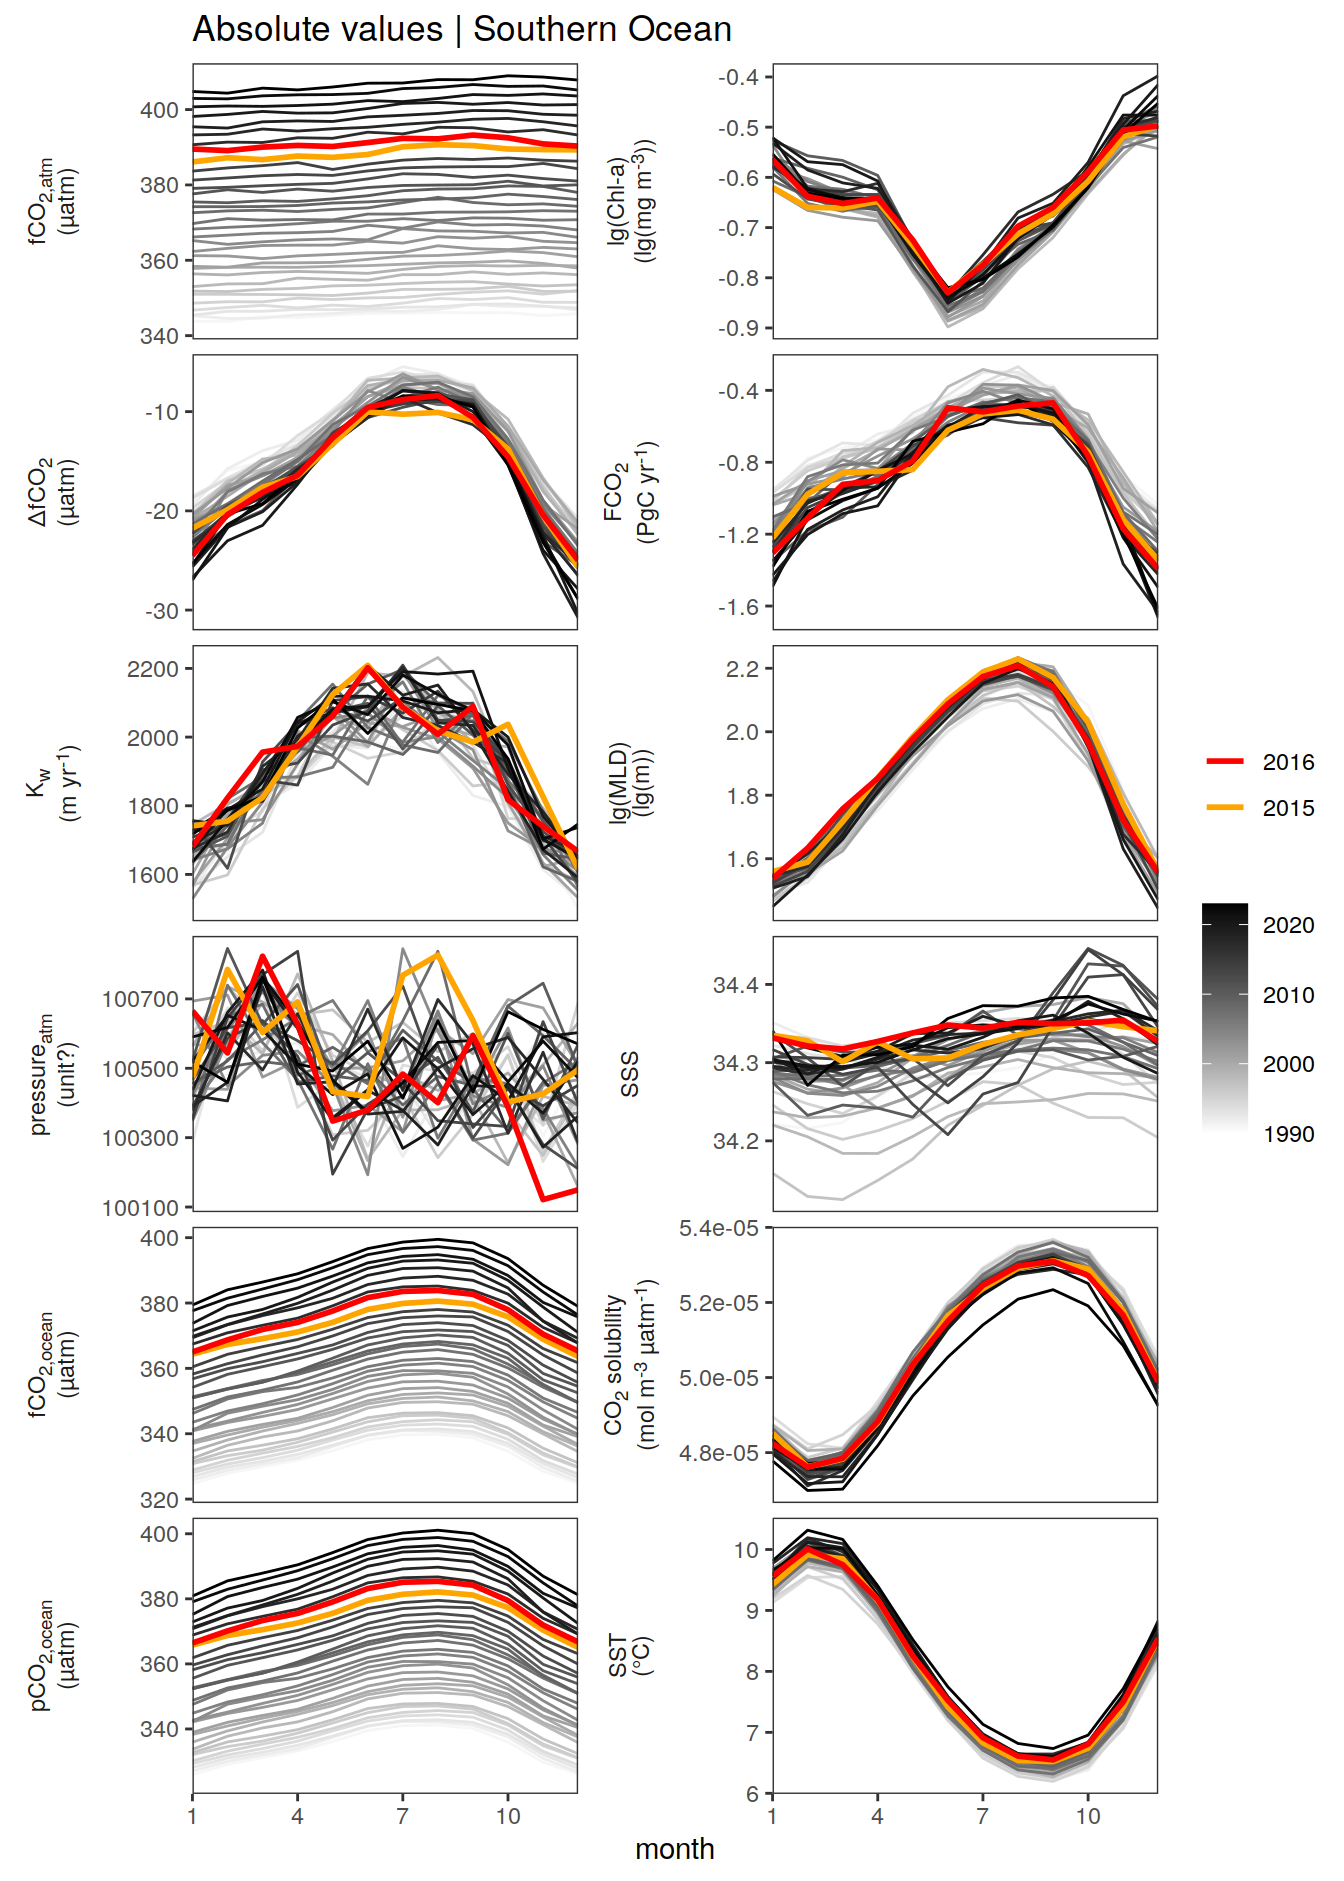 Absolute values | Southern Ocean
fCO2,atm
(µatm)
400
380
360
340
lg(Chl-a)
(lg(mg m-3))
-0.4
-0.5
-0.6
-0.7
-0.8
-0.9
ΔfCO2
(µatm)
-10
-20
-30
FCO2
(PgC yr-1)
-0.4
-0.8
-1.2
-1.6
Kw
(m yr-1)
2200
2000
1800
1600
lg(MLD)
(lg(m))
2.2
2.0
1.8
1.6
pressureatm
(unit?)
100700
100500
100300
100100
SSS
34.4
34.3
34.2
fCO2,ocean
(µatm)
400
380
360
340
320
CO2 solubility
(mol m-3 µatm-1)
5.4e-05
5.2e-05
5.0e-05
4.8e-05
pCO2,ocean
(µatm)
400
380
360
340
SST
(°C)
10
9
8
7
6
1 4 7 10
1 4 7 10
month
2016
2015
2020
2010
2000
1990